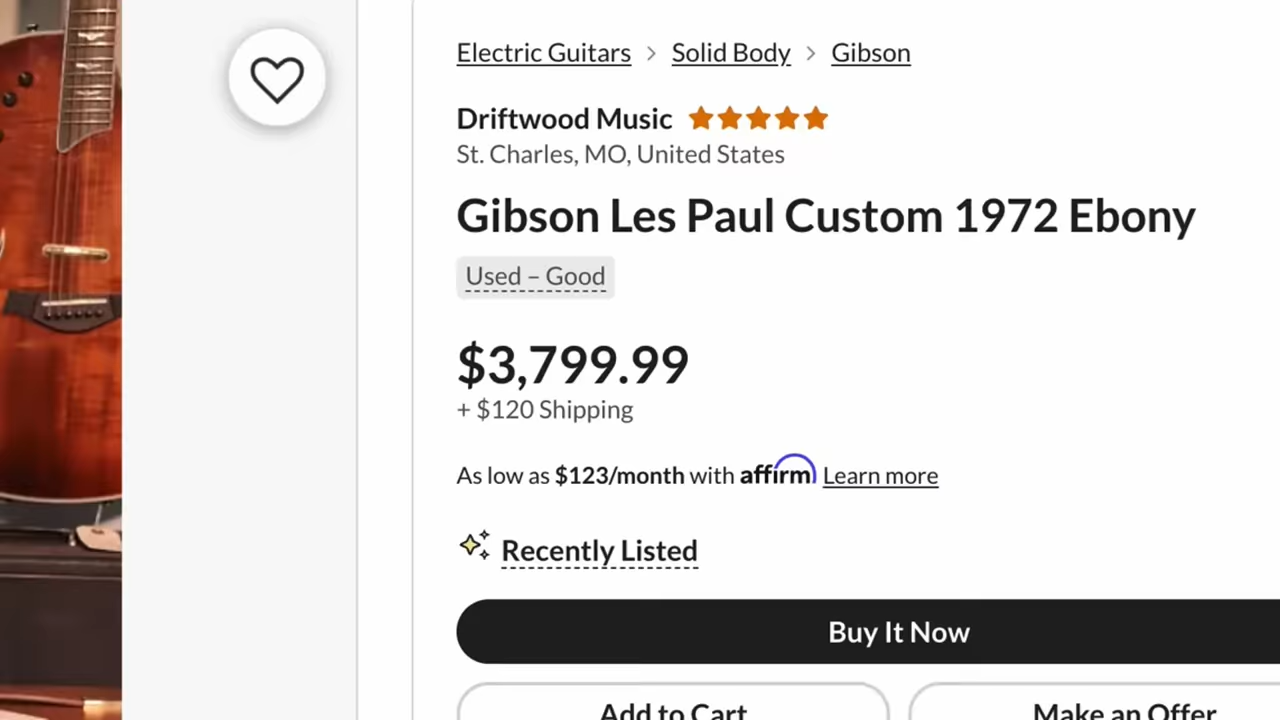 Electric Guitars > Solid Body > Gibson
Driftwood Music
St. Charles, MO, United States
Gibson Les Paul Custom 1972 Ebony
Used – Good
$3,799.99
+ $120 Shipping
As low as $123/month with affirm Learn more
Recently Listed
Buy It Now
Add to Cart
Make an Offer